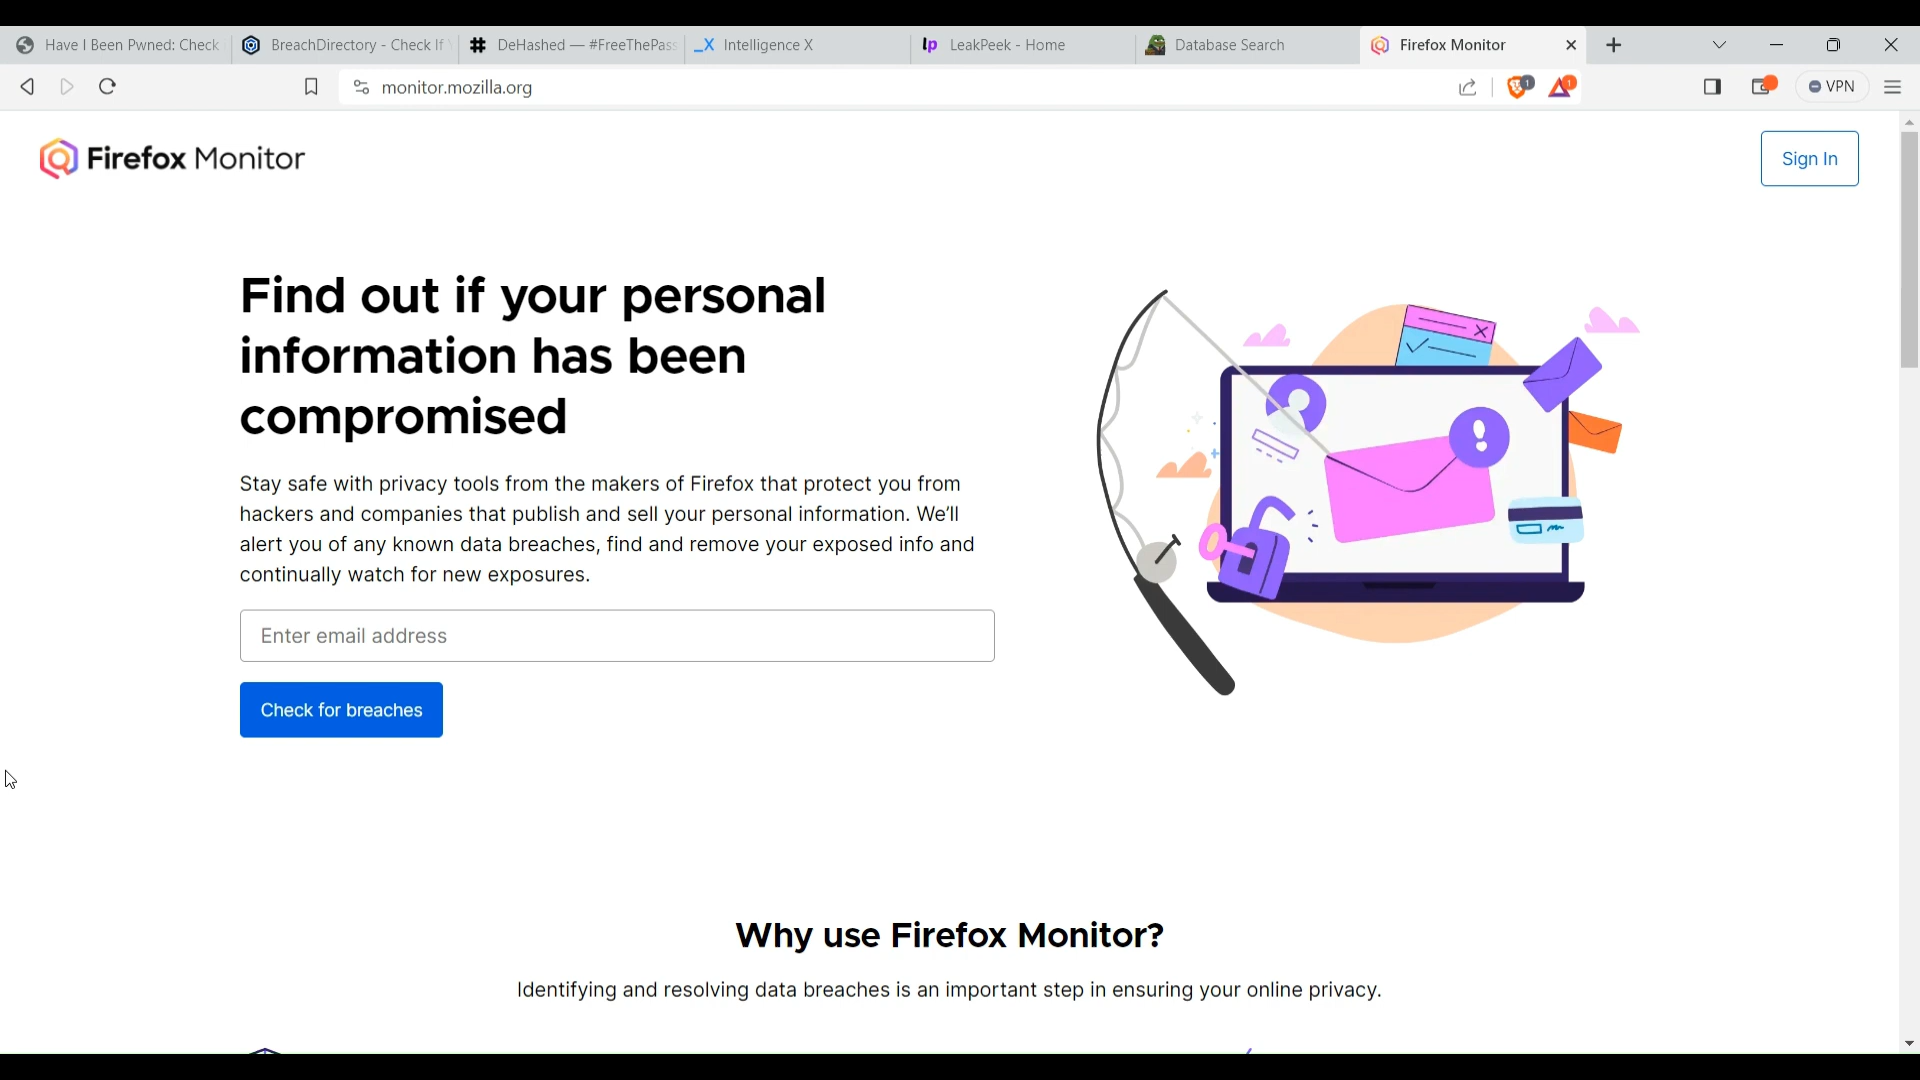 Have I Been Pwned: Check
BreachDirectory - Check If
DeHashed — #FreeThePass
_X Intelligence X
lp LeakPeek - Home
Database Search
Firefox Monitor
monitor.mozilla.org
1
1
VPN
Firefox Monitor
Sign In
Find out if your personal
information has been
compromised
Stay safe with privacy tools from the makers of Firefox that protect you from
hackers and companies that publish and sell your personal information. We’ll
alert you of any known data breaches, find and remove your exposed info and
continually watch for new exposures.
Enter email address
Check for breaches
Why use Firefox Monitor?
Identifying and resolving data breaches is an important step in ensuring your online privacy.